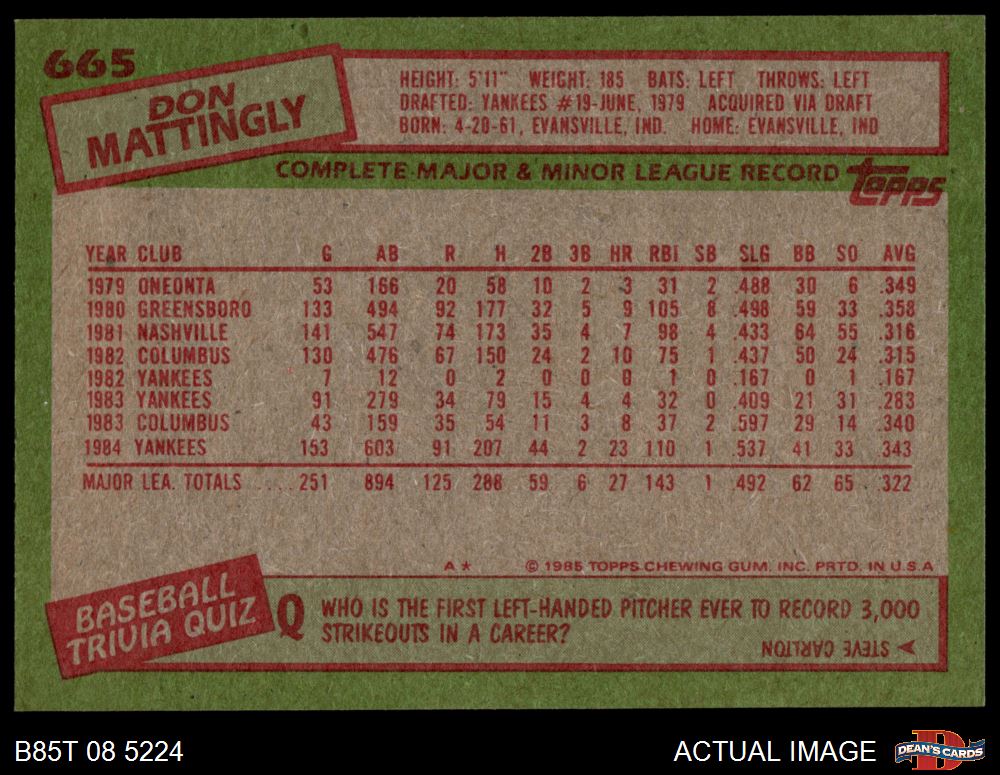 665
DON
MATTINGLY
HEIGHT: 5'11" WEIGHT: 185 BATS: LEFT THROWS: LEFT
DRAFTED: YANKEES #19-JUNE, 1979 ACQUIRED VIA DRAFT
BORN: 4-20-61, EVANSVILLE, IND. HOME: EVANSVILLE, IND
COMPLETE MAJOR & MINOR LEAGUE RECORD Topps
YEAR CLUB G AB R H 2B 3B HR RBI SB SLG BB SO AVG
1979 ONEONTA 53 166 20 58 10 2 3 31 2 .488 30 6 .349
1980 GREENSBORO 133 494 92 177 32 5 9 105 8 .498 59 33 .358
1981 NASHVILLE 141 547 74 173 35 4 7 98 4 .433 64 55 .316
1982 COLUMBUS 130 476 67 150 24 2 10 75 1 .437 50 24 .315
1982 YANKEES 7 12 0 2 0 0 0 1 0 .167 0 1 .167
1983 YANKEES 91 279 34 79 15 4 4 32 0 .409 21 31 .283
1983 COLUMBUS 43 159 35 54 11 3 8 37 2 .597 29 14 .340
1984 YANKEES 153 603 91 207 44 2 23 110 1 .537 41 33 .343
MAJOR LEA. TOTALS .... 251 894 125 288 59 6 27 143 1 .492 62 65 .322
A * © 1985 TOPPS CHEWING GUM, INC. PRTD. IN U.S.A
BASEBALL
TRIVIA QUIZ
Q WHO IS THE FIRST LEFT-HANDED PITCHER EVER TO RECORD 3,000
STRIKEOUTS IN A CAREER?
STEVE CARLTON
B85T 08 5224
ACTUAL IMAGE
DEAN'S CARDS